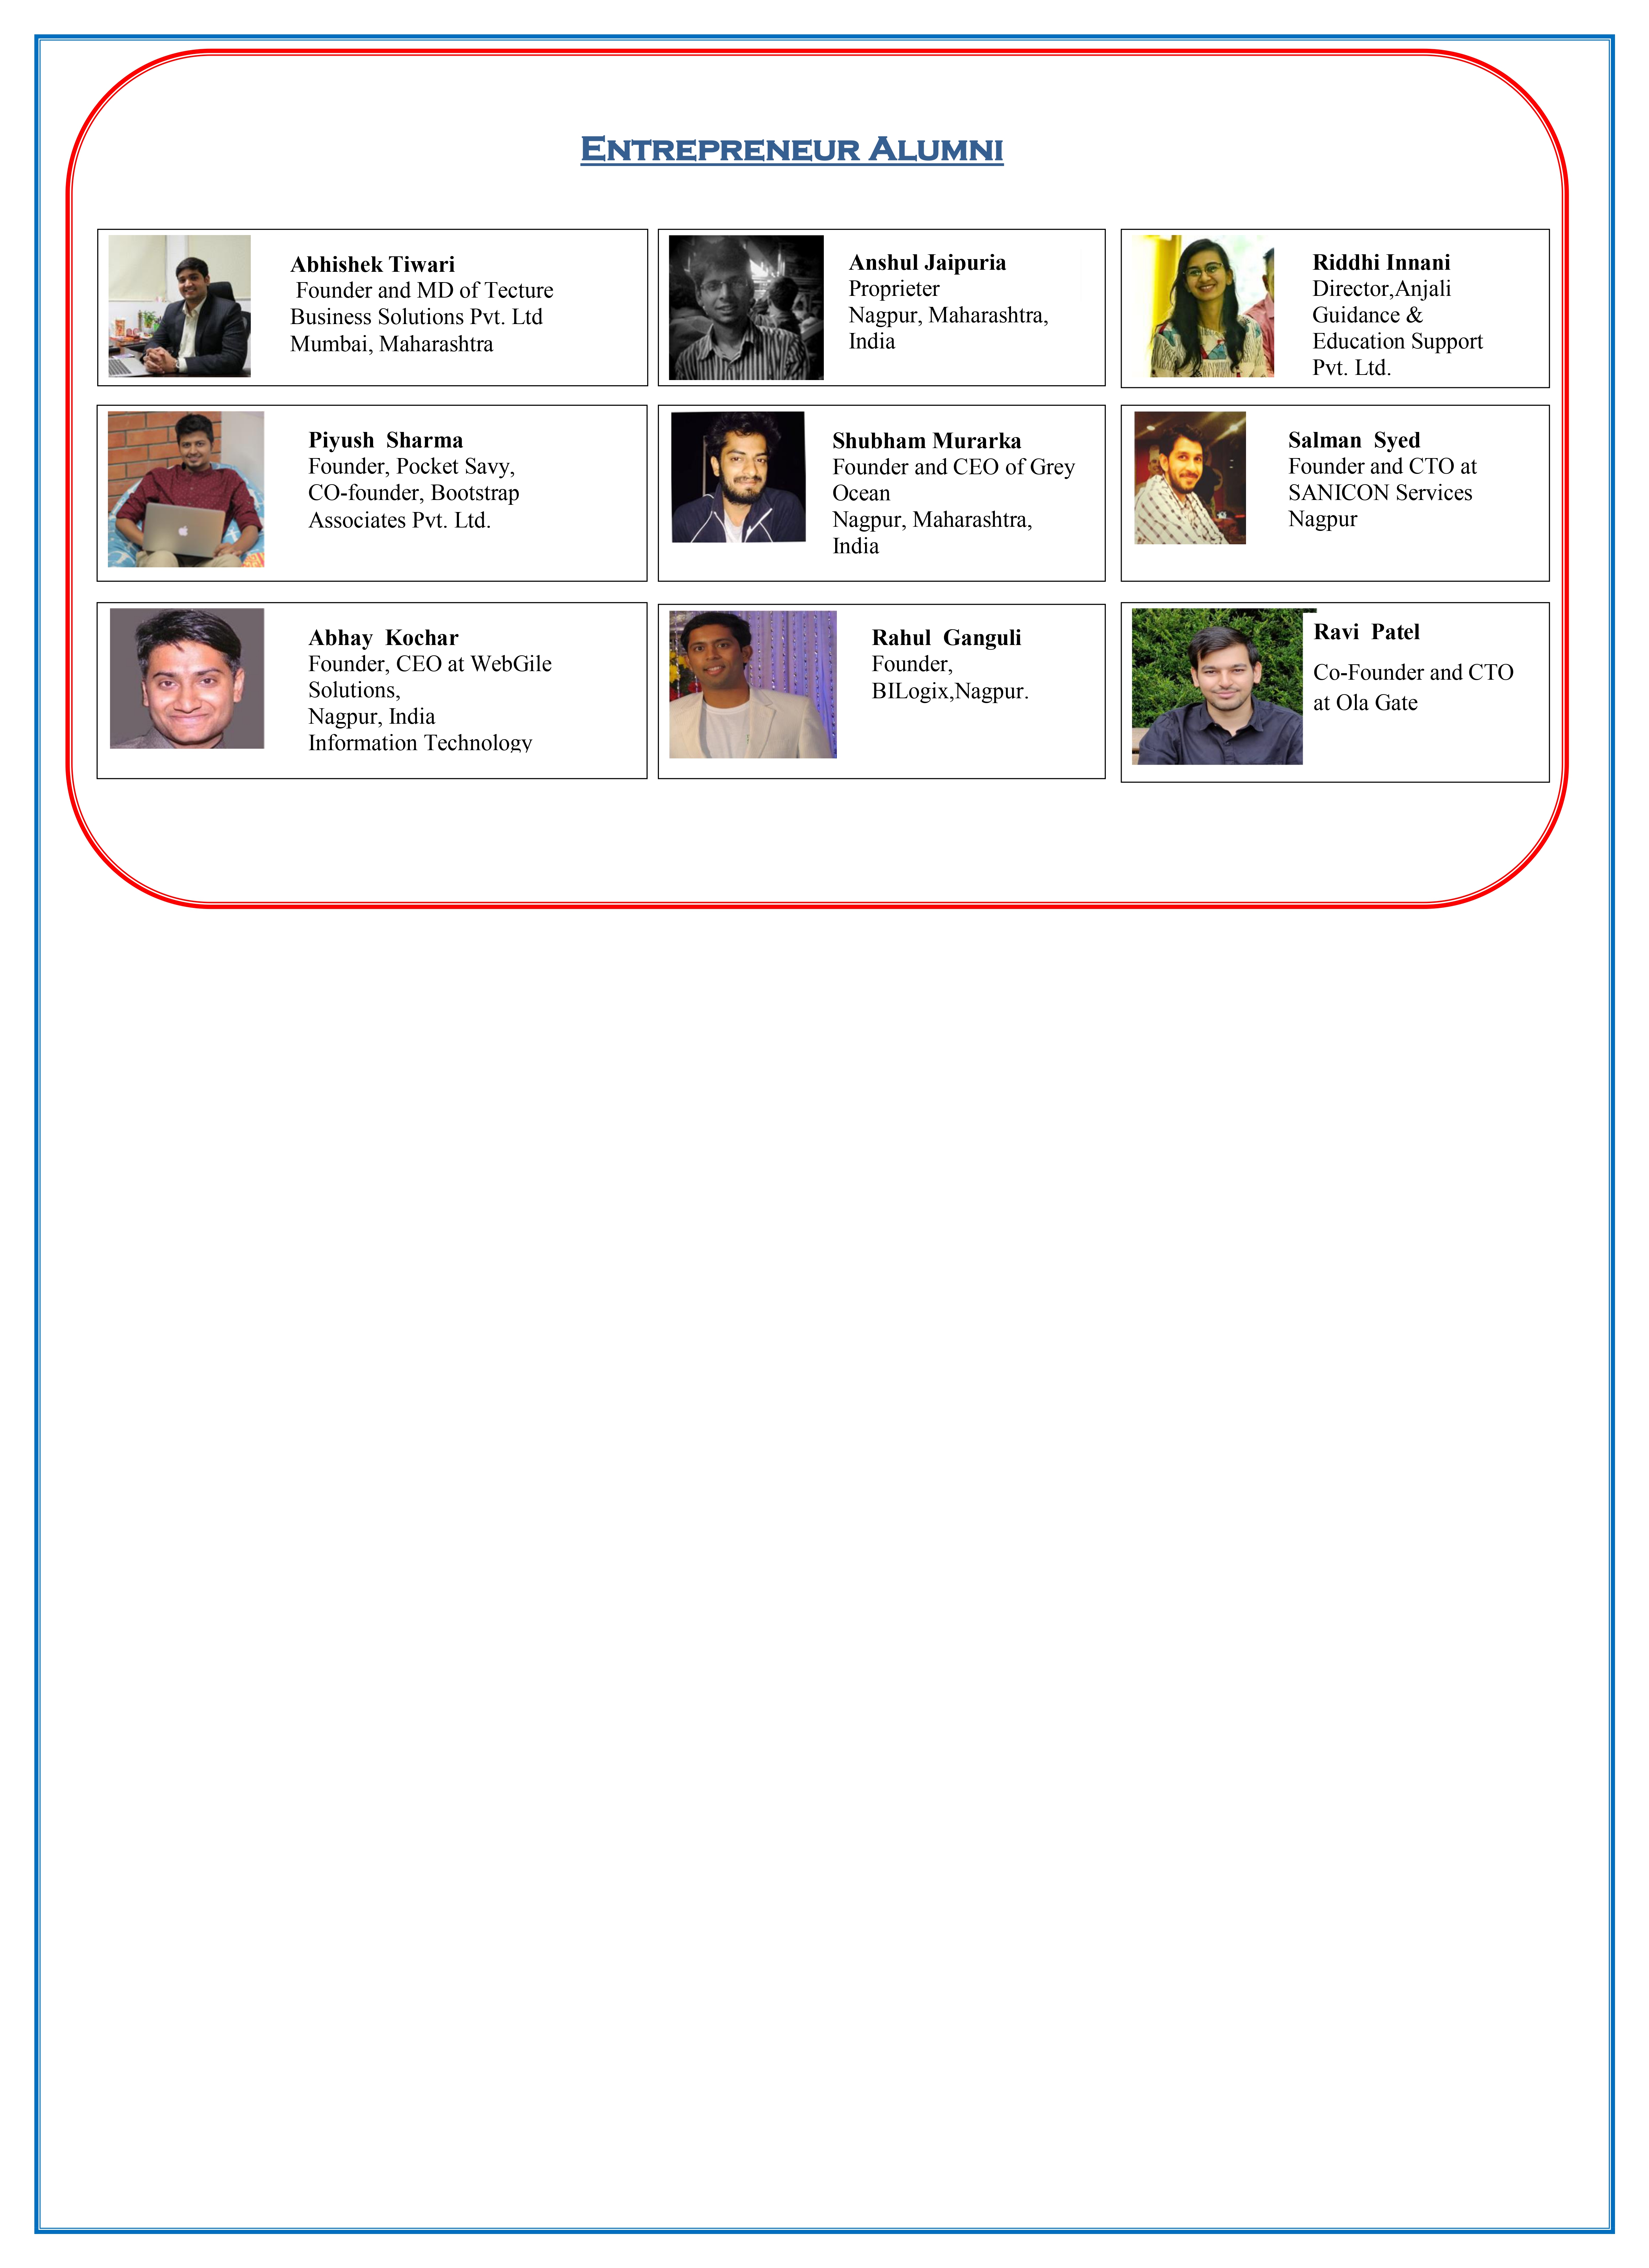 ENTREPRENEUR ALUMNI
Abhishek Tiwari
Founder and MD of Tecture
Business Solutions Pvt. Ltd
Mumbai, Maharashtra
Anshul Jaipuria
Proprieter
Nagpur, Maharashtra,
India
Riddhi Innani
Director,Anjali
Guidance &
Education Support
Pvt. Ltd.
Piyush Sharma
Founder, Pocket Savy,
CO-founder, Bootstrap
Associates Pvt. Ltd.
Shubham Murarka
Founder and CEO of Grey
Ocean
Nagpur, Maharashtra,
India
Salman Syed
Founder and CTO at
SANICON Services
Nagpur
Abhay Kochar
Founder, CEO at WebGile
Solutions,
Nagpur, India
Information Technology
Rahul Ganguli
Founder,
BILogix,Nagpur.
Ravi Patel
Co-Founder and CTO
at Ola Gate